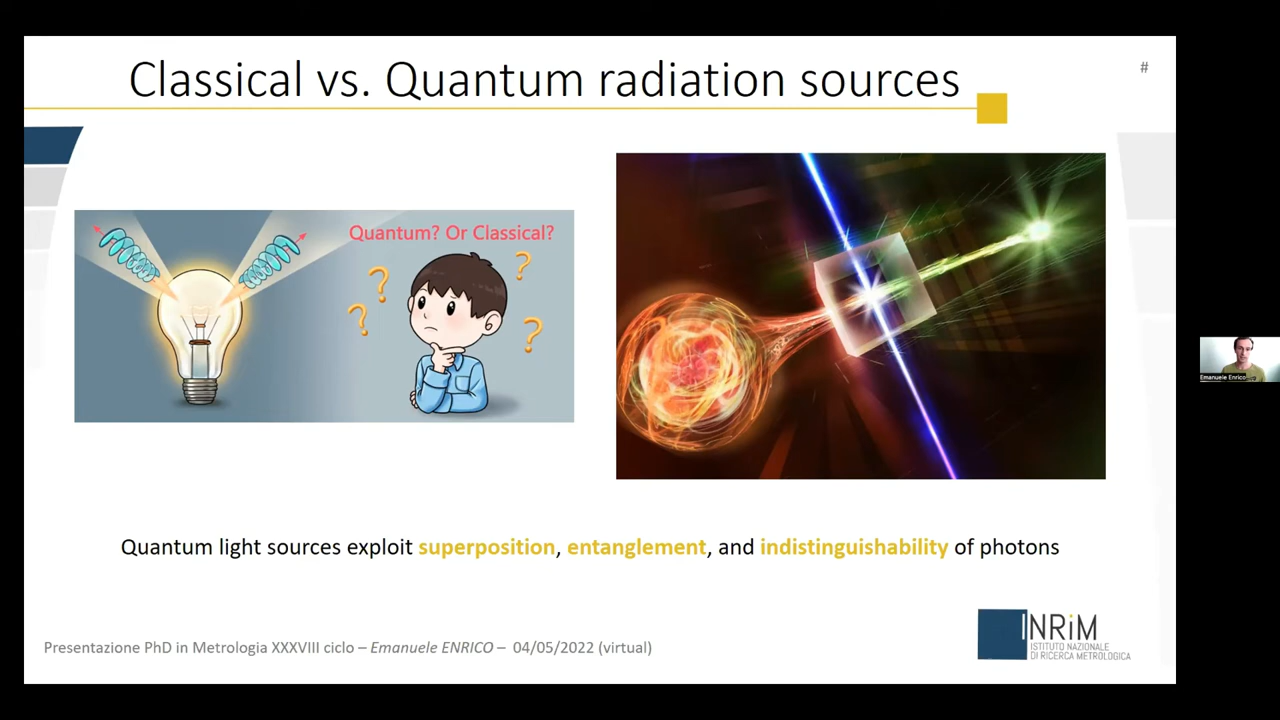 Classical vs. Quantum radiation sources
#
Quantum? Or Classical?
? ? ? ?
Quantum light sources exploit superposition, entanglement, and indistinguishability of photons
Presentazione PhD in Metrologia XXXVIII ciclo – Emanuele ENRICO – 04/05/2022 (virtual)
INRiM
ISTITUTO NAZIONALE
DI RICERCA METROLOGICA
Emanuele Enrico